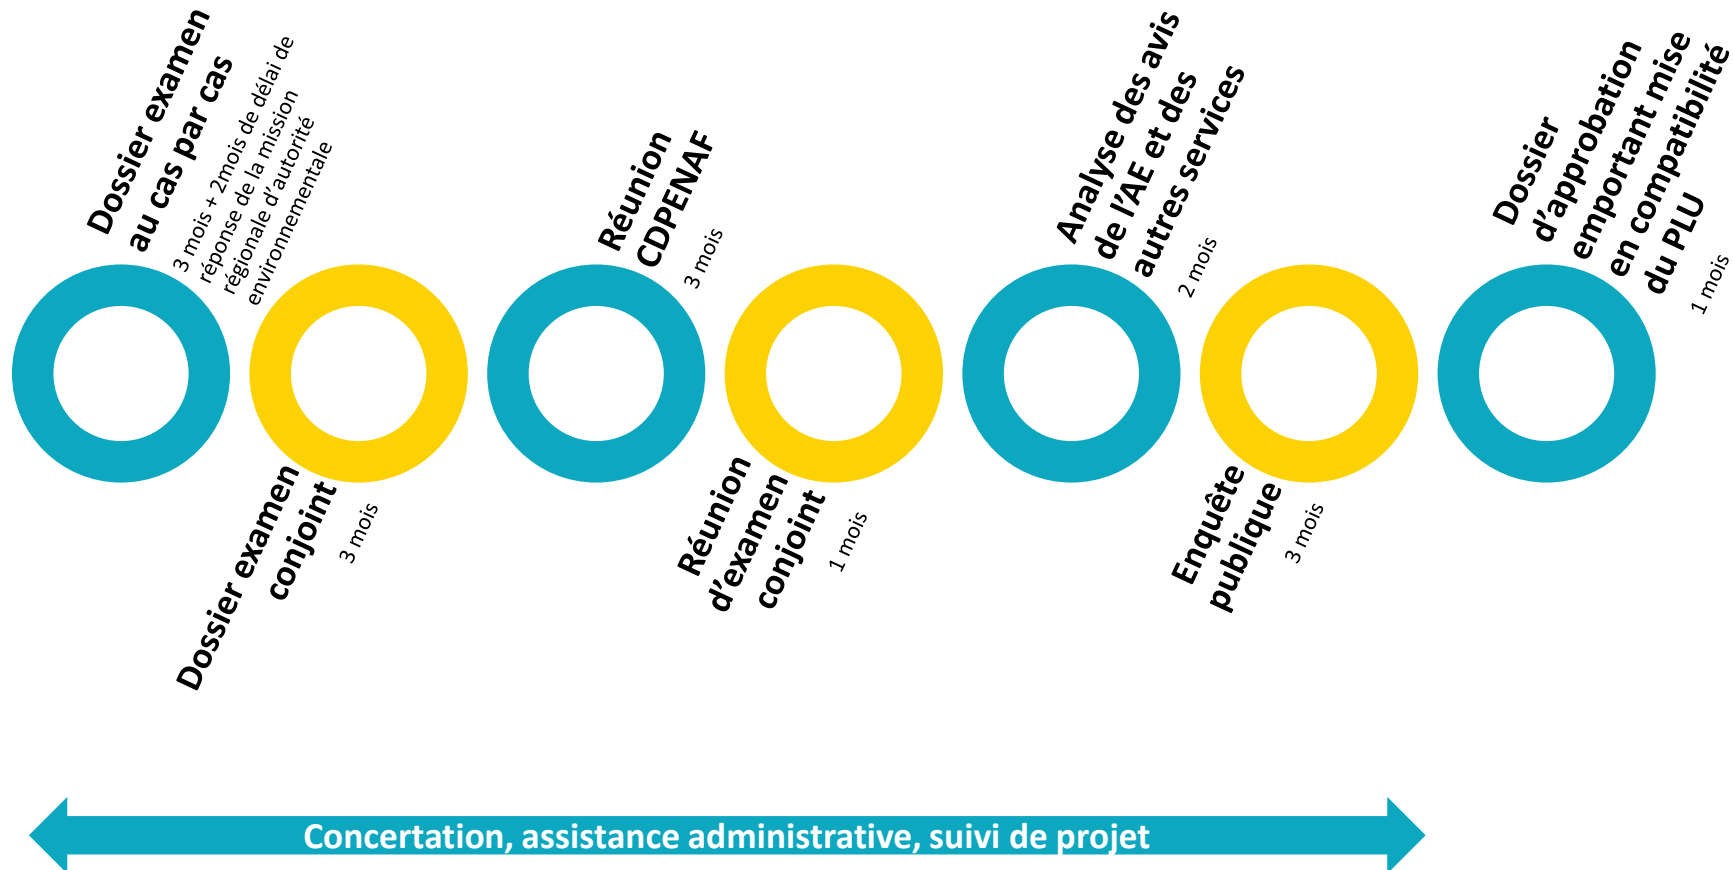 Dossier examen
au cas par cas
3 mois + 2mois de délai de
réponse de la mission
régionale d'autorité
environnementale
Dossier examen
conjoint
3 mois
Réunion
CDPENAF
3 mois
Réunion
d'examen
conjoint
1 mois
Analyse des avis
de l'AE et des
autres services
2 mois
Enquête
publique
3 mois
Dossier
d'approbation
emportant mise
en compatibilité
du PLU
1 mois
Concertation, assistance administrative, suivi de projet